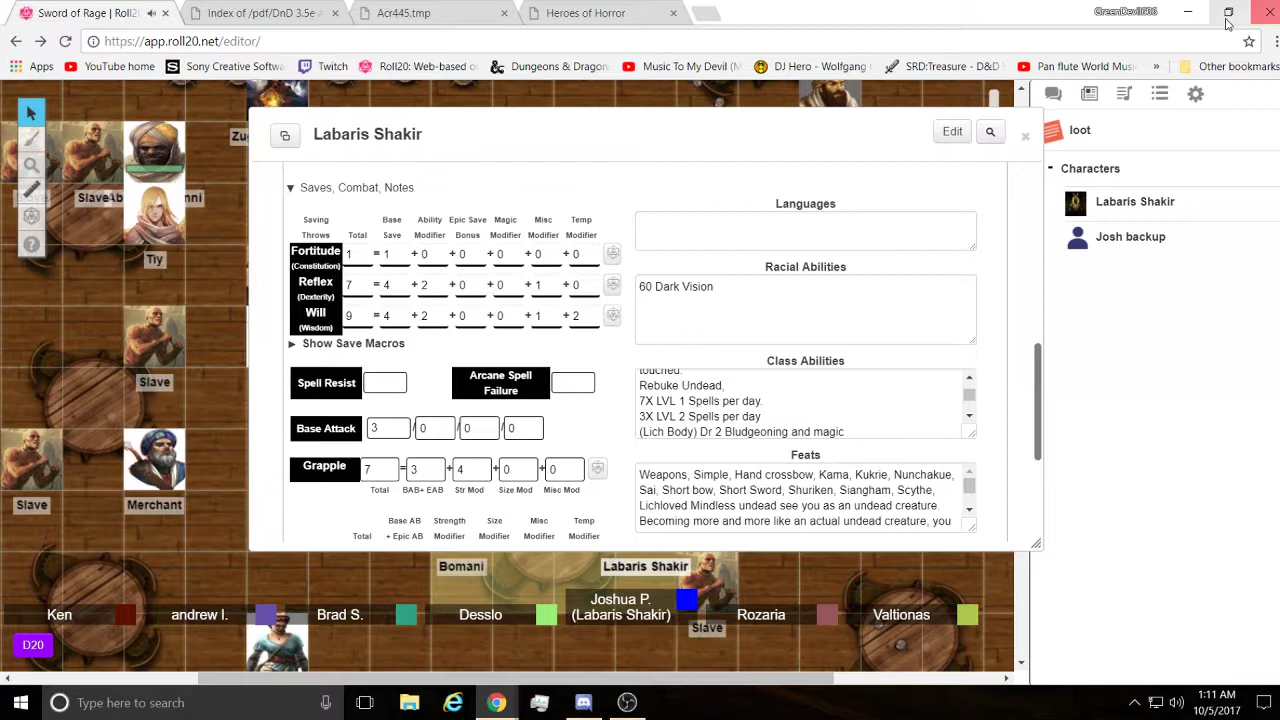 Sword of Rage | Roll20
Index of /pdf/DnD 3.5e
Acr445.tmp
Heroes of Horror
GreenDevil686
https://app.roll20.net/editor/
Apps
YouTube home
Sony Creative Softwa
Twitch
Roll20: Web-based or
Dungeons & Dragon
Music To My Devil (M
DJ Hero - Wolfgang
SRD:Treasure - D&D
Pan flute World Musi
»
Other bookmarks
Labaris Shakir
Edit
loot
Characters
Labaris Shakir
Josh backup
Zu
Slave
nni
Tiy
Slave
Slave
Merchant
Saves, Combat, Notes
Saving Throws
Total
Base Save
Ability Modifier
Epic Save Bonus
Magic Modifier
Misc Modifier
Temp Modifier
Fortitude (Constitution) 1 = 1 + 0 + 0 + 0 + 0 + 0
Reflex (Dexterity) 7 = 4 + 2 + 0 + 0 + 1 + 0
Will (Wisdom) 9 = 4 + 2 + 0 + 0 + 1 + 2
Show Save Macros
Spell Resist
Arcane Spell Failure
Base Attack 3 / 0 / 0 / 0
Grapple 7 = 3 + 4 + 0 + 0
Total BAB+ EAB Str Mod Size Mod Misc Mod
Total
Base AB + Epic AB
Strength Modifier
Size Modifier
Misc Modifier
Temp Modifier
Languages
Racial Abilities
60 Dark Vision
Class Abilities
touched.
Rebuke Undead,
7X LVL 1 Spells per day.
3X LVL 2 Spells per day
(Lich Body) Dr 2 Bludgeoning and magic
Feats
Weapons, Simple, Hand crossbow, Kama, Kukrie, Nunchakue,
Sai, Short bow, Short Sword, Shuriken, Siangham, Scythe,
Lichloved Mindless undead see you as an undead creature.
Becoming more and more like an actual undead creature, you
Bomani
Labaris Shakir
Slave
Ken
andrew l.
Brad S.
Desslo
Joshua P.
(Labaris Shakir)
Rozaria
Valtionas
D20
Type here to search
1:11 AM
10/5/2017